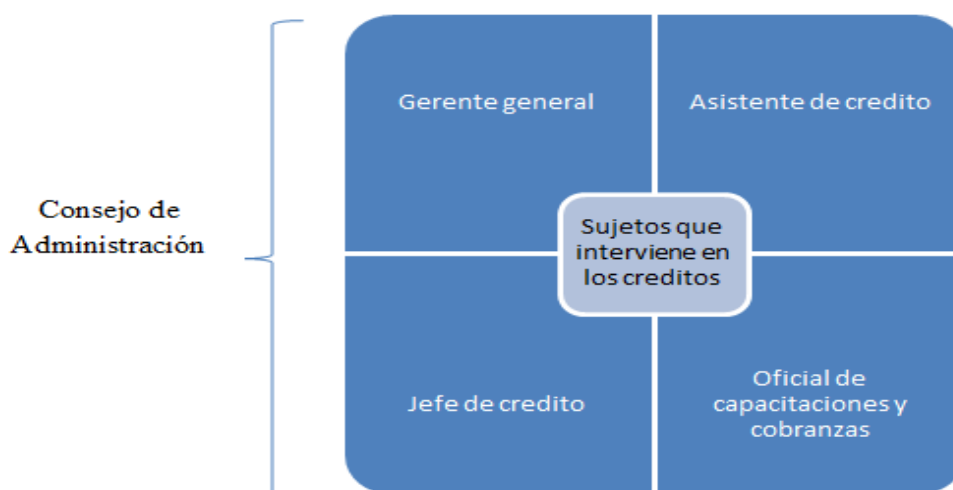 Consejo de
Administración
Gerente general
Asistente de credito
Sujetos que
interviene en
los creditos
Jefe de credito
Oficial de
capacitaciones y
cobranzas